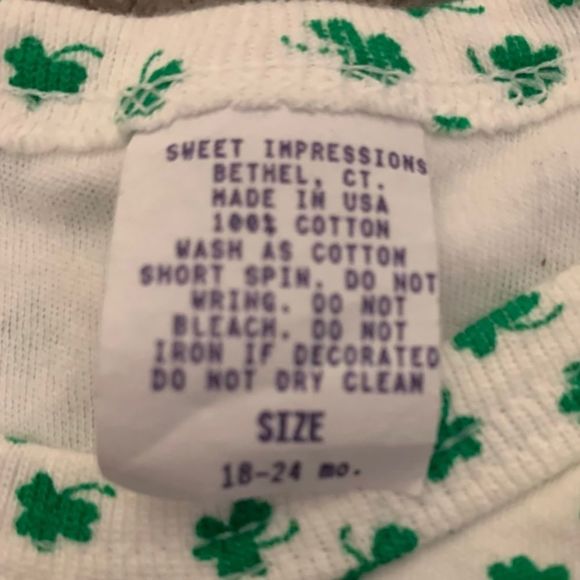 SWEET IMPRESSIONS
BETHEL, CT.
MADE IN USA
100% COTTON
WASH AS COTTON
SHORT SPIN. DO NOT
WRING. DO NOT
BLEACH. DO NOT
IRON IF DECORATED
DO NOT DRY CLEAN
SIZE
18-24 mo.